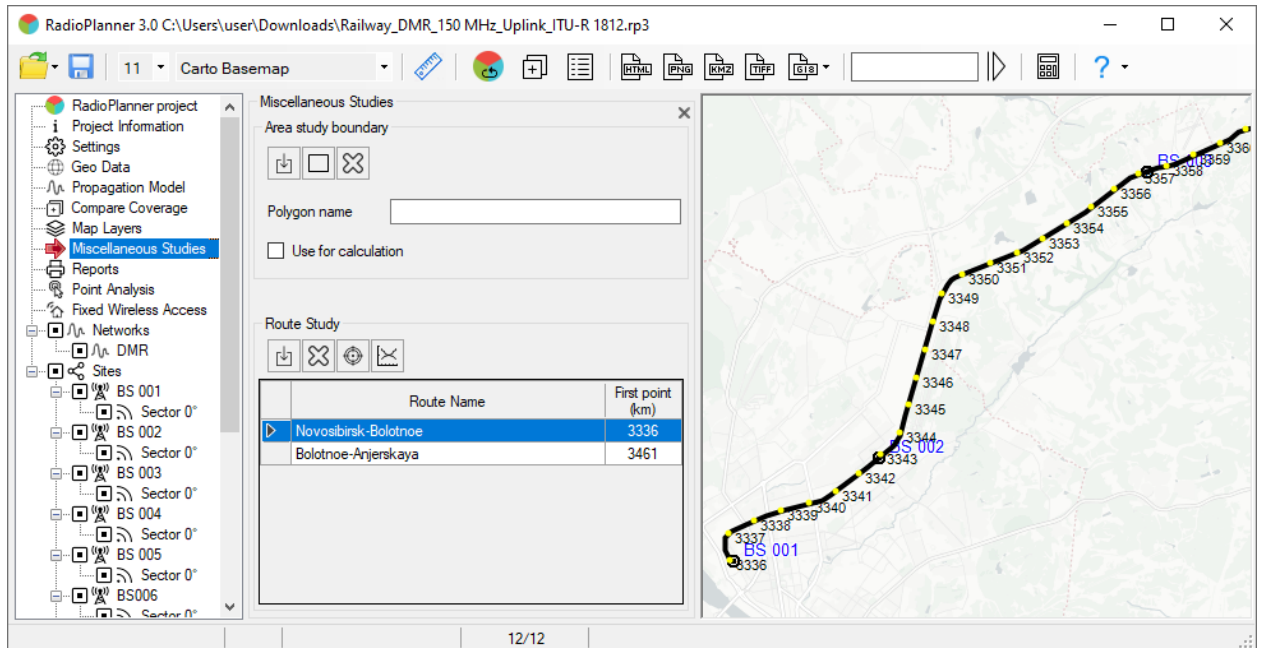 RadioPlanner 3.0 C:\Users\user\Downloads\Railway_DMR_150 MHz_Uplink_ITU-R 1812.rp3
11 Carto Basemap HTML PNG KMZ TIFF GIS ?
RadioPlanner project
Project Information
Settings
Geo Data
Propagation Model
Compare Coverage
Map Layers
Miscellaneous Studies
Reports
Point Analysis
Fixed Wireless Access
Networks
DMR
Sites
BS 001
Sector 0°
BS 002
Sector 0°
BS 003
Sector 0°
BS 004
Sector 0°
BS 005
Sector 0°
BS006
Sector 0°
Miscellaneous Studies
Area study boundary
Polygon name
Use for calculation
Route Study
Route Name First point
(km)
Novosibirsk-Bolotnoe 3336
Bolotnoe-Anjerskaya 3461
3360
3359
BS 003
3358
3357
3356
3355
3354
3353
3352
3351
3350
3349
3348
3347
3346
3345
3344
BS 002
3343
3342
3341
3340
3339
3338
3337
BS 001
3336
12/12